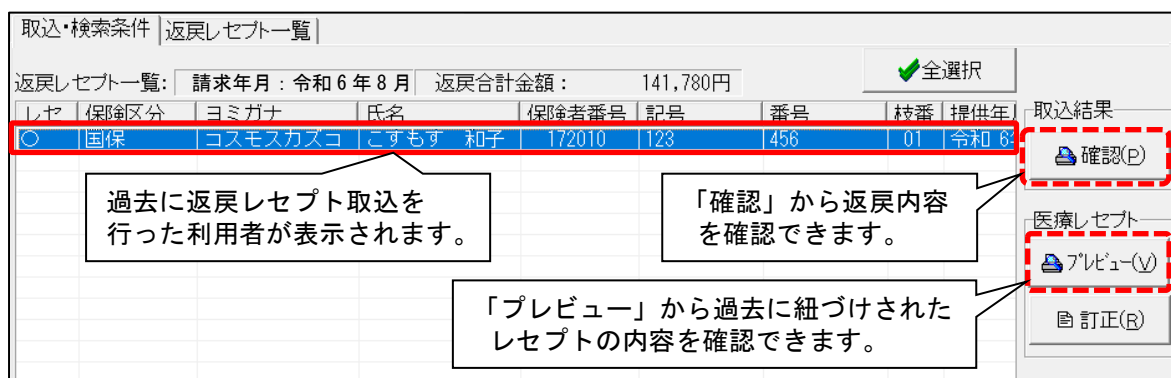 取込・検索条件 返戻レセプト一覧
返戻レセプト一覧: 請求年月：令和6年8月 返戻合計金額： 141,780円 全選択
レセ 保険区分 ヨミガナ 氏名 保険者番号 記号 番号 枝番 提供年月 取込結果
○ 国保 コスモスカズコ こすもす 和子 172010 123 456 01 令和 6年
確認(P)
過去に返戻レセプト取込を
行った利用者が表示されます。
「確認」から返戻内容
を確認できます。
医療レセプト
プレビュー(V)
「プレビュー」から過去に紐づけされた
レセプトの内容を確認できます。
訂正(R)